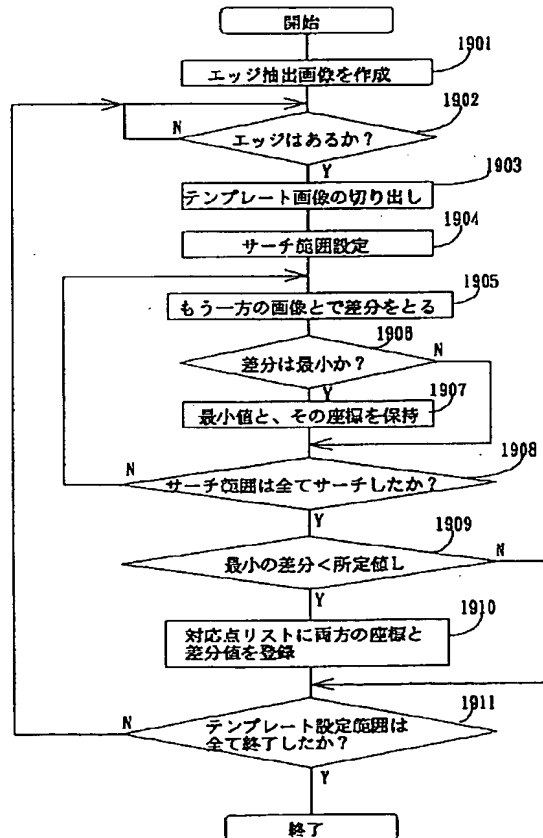 開始
1901
エッジ抽出画像を作成
1902
エッジはあるか？
N
Y
1903
テンプレート画像の切り出し
1904
サーチ範囲設定
1905
もう一方の画像とで差分をとる
1906
差分は最小か？
N
Y
1907
最小値と、その座標を保持
1908
サーチ範囲は全てサーチしたか？
N
Y
1909
最小の差分＜所定値し
N
Y
1910
対応点リストに両方の座標と
差分値を登録
1911
テンプレート設定範囲は
全て終了したか？
N
Y
終了